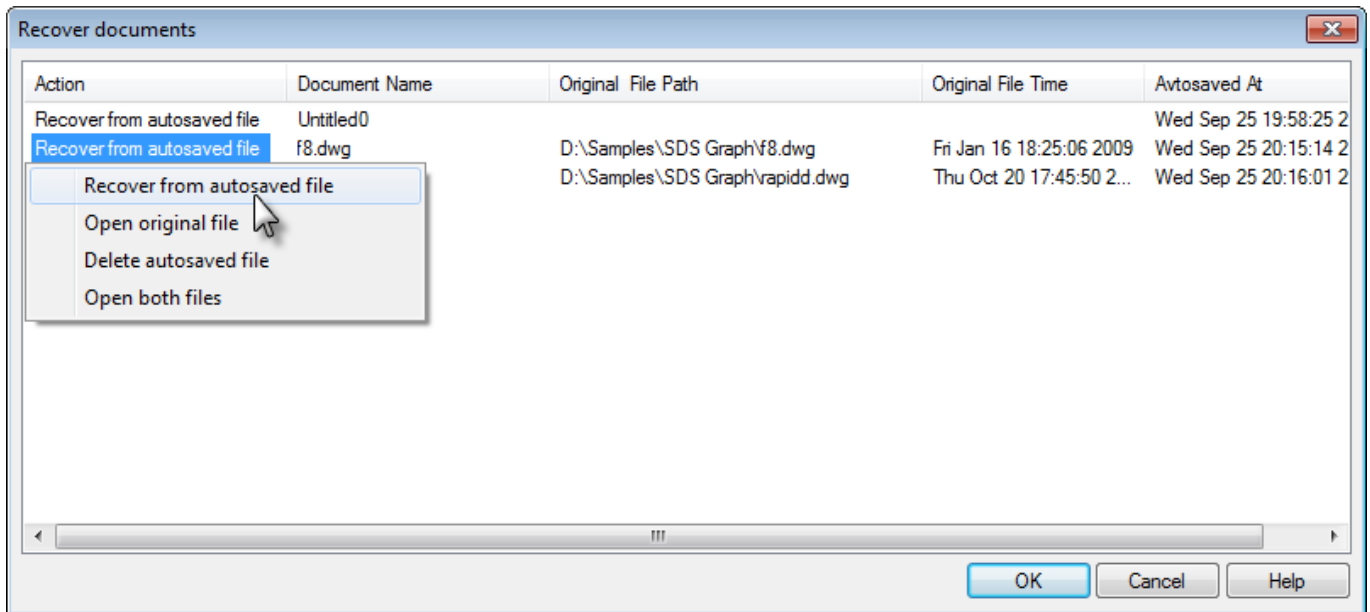 Recover documents
Action Document Name Original File Path Original File Time Avtosaved At
Recover from autosaved file Untitled0 Wed Sep 25 19:58:25 2
Recover from autosaved file f8.dwg D:\Samples\SDS Graph\f8.dwg Fri Jan 16 18:25:06 2009 Wed Sep 25 20:15:14 2
Recover from autosaved file D:\Samples\SDS Graph\rapidd.dwg Thu Oct 20 17:45:50 2... Wed Sep 25 20:16:01 2
Open original file
Delete autosaved file
Open both files
OK Cancel Help